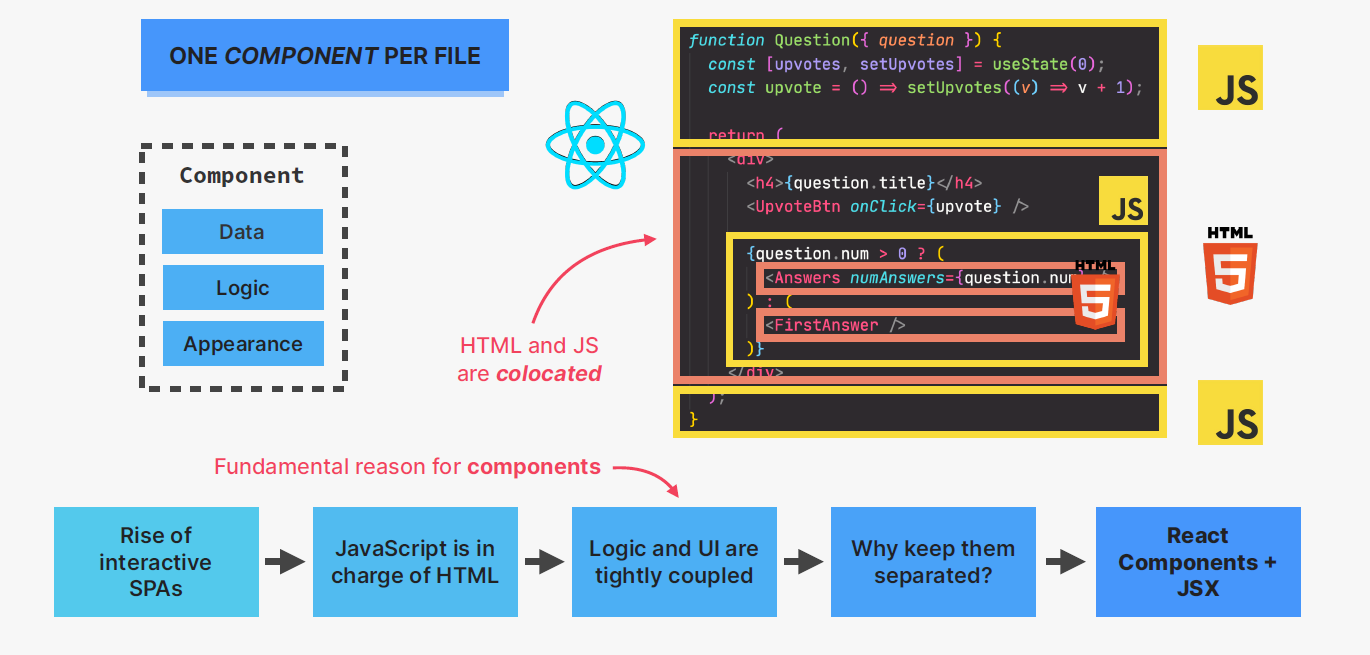 ONE COMPONENT PER FILE
Component
Data
Logic
Appearance
HTML and JS
are colocated
function Question({ question }) {
const [upvotes, setUpvotes] = useState(0);
const upvote = () => setUpvotes((v) => v + 1);
return (
<div>
<h4>{question.title}</h4>
<UpvoteBtn onClick={upvote} />
{question.num > 0 ? (
<Answers numAnswers={question.num
) : (
<FirstAnswer />
)}
</div>
);
}
JS
JS
HTML
5
HTML
5
JS
Fundamental reason for components
Rise of
interactive
SPAs
JavaScript is in
charge of HTML
Logic and UI are
tightly coupled
Why keep them
separated?
React
Components +
JSX